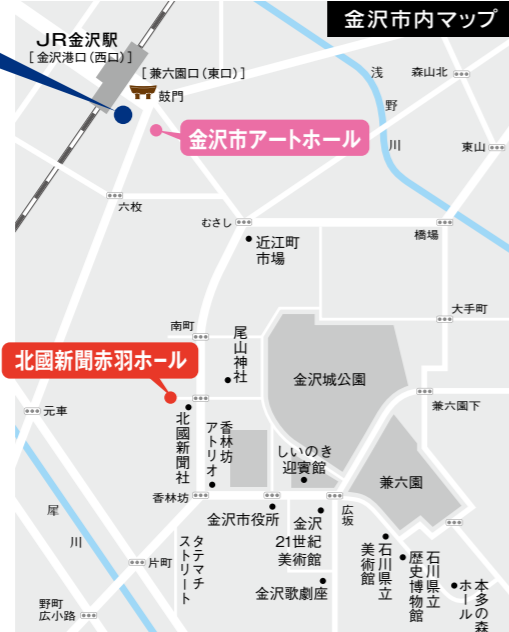 金沢市内マップ
JR金沢駅
[金沢港口(西口)]
[兼六園口(東口)]
鼓門
浅野川
森山北
金沢市アートホール
東山
六枚
むさし
橋場
近江町
市場
大手町
南町
尾山神社
北國新聞赤羽ホール
金沢城公園
元車
兼六園下
北國新聞社
香林坊
アトリオ
しいのき
迎賓館
兼六園
香林坊
広坂
犀川
金沢市役所
金沢
21世紀
美術館
石川県立
美術館
石川県立
歴史博物館
本多の森
ホール
片町
タテマチ
ストリート
金沢歌劇座
野町
広小路